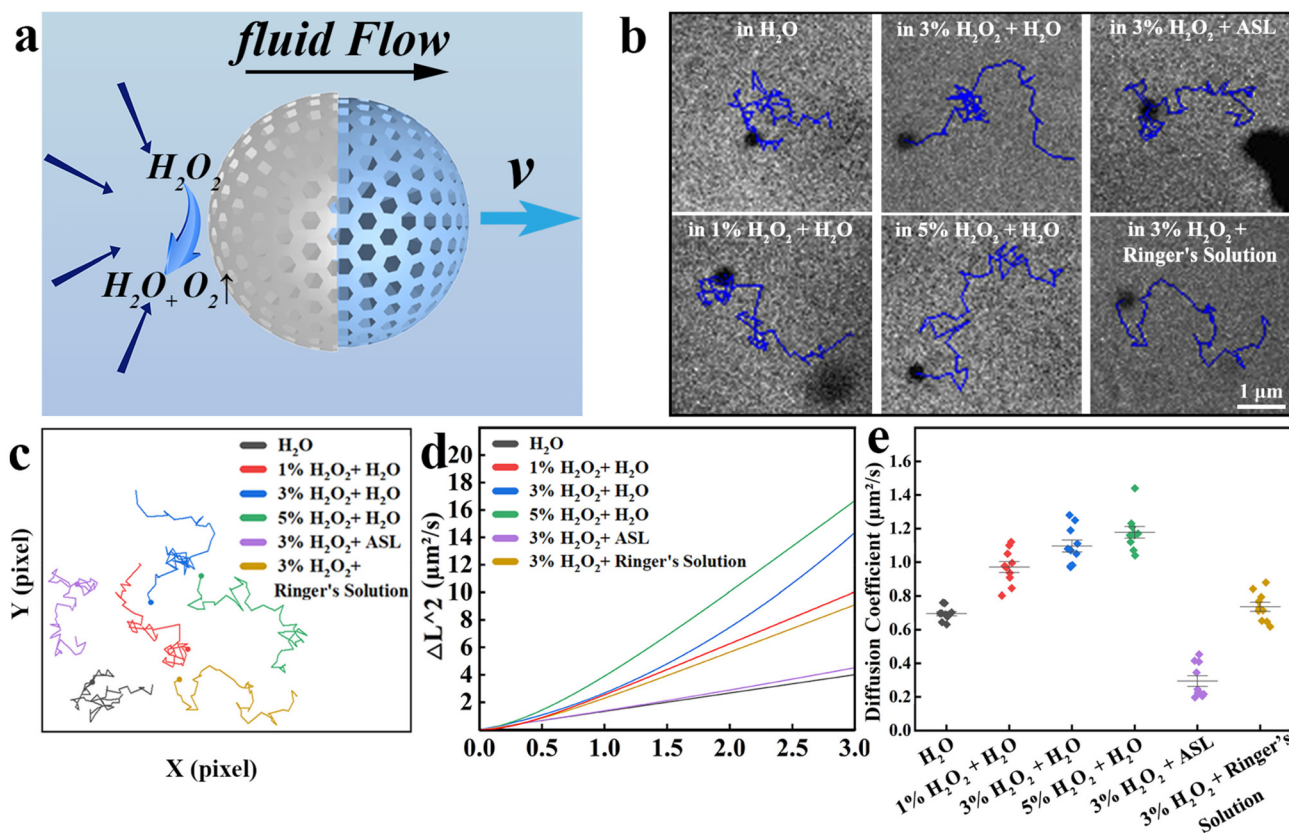 a
fluid Flow
H₂O₂
H₂O + O₂↑
v
b
in H₂O
in 3% H₂O₂ + H₂O
in 3% H₂O₂ + ASL
in 1% H₂O₂ + H₂O
in 5% H₂O₂ + H₂O
in 3% H₂O₂ +
Ringer's Solution
1 µm
c
H₂O
1% H₂O₂+ H₂O
3% H₂O₂+ H₂O
5% H₂O₂+ H₂O
3% H₂O₂+ ASL
3% H₂O₂+
Ringer's Solution
Y (pixel)
X (pixel)
d
H₂O
1% H₂O₂+ H₂O
3% H₂O₂+ H₂O
5% H₂O₂+ H₂O
3% H₂O₂+ ASL
3% H₂O₂+ Ringer's Solution
△L^2 (µm²/s)
20
18
16
14
12
10
8
6
4
2
0.0 0.5 1.0 1.5 2.0 2.5 3.0
e
Diffusion Coefficient (µm²/s)
1.6
1.4
1.2
1.0
0.8
0.6
0.4
0.2
0.0
H₂O
1% H₂O₂ + H₂O
3% H₂O₂ + H₂O
5% H₂O₂ + H₂O
3% H₂O₂ + ASL
3% H₂O₂ + Ringer's
Solution